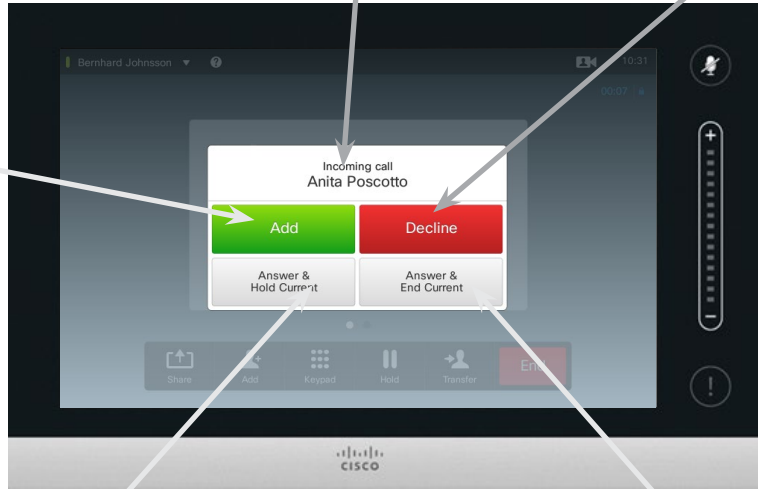 Bernhard Johnsson
10:31
00:07
Incoming call
Anita Poscotto
Add
Decline
Answer &
Hold Current
Answer &
End Current
Share
Add
Keypad
Hold
Transfer
End
CISCO